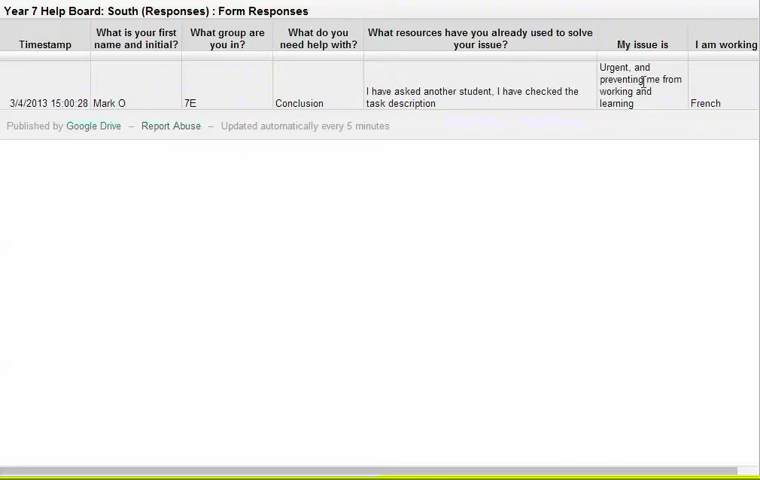 Year 7 Help Board: South (Responses) : Form Responses
Timestamp
What is your first name and initial?
What group are you in?
What do you need help with?
What resources have you already used to solve your issue?
My issue is
I am working
3/4/2013 15:00:28
Mark O
7E
Conclusion
I have asked another student, I have checked the
task description
Urgent, and
preventing me from
working and
learning
French
Published by Google Drive – Report Abuse – Updated automatically every 5 minutes